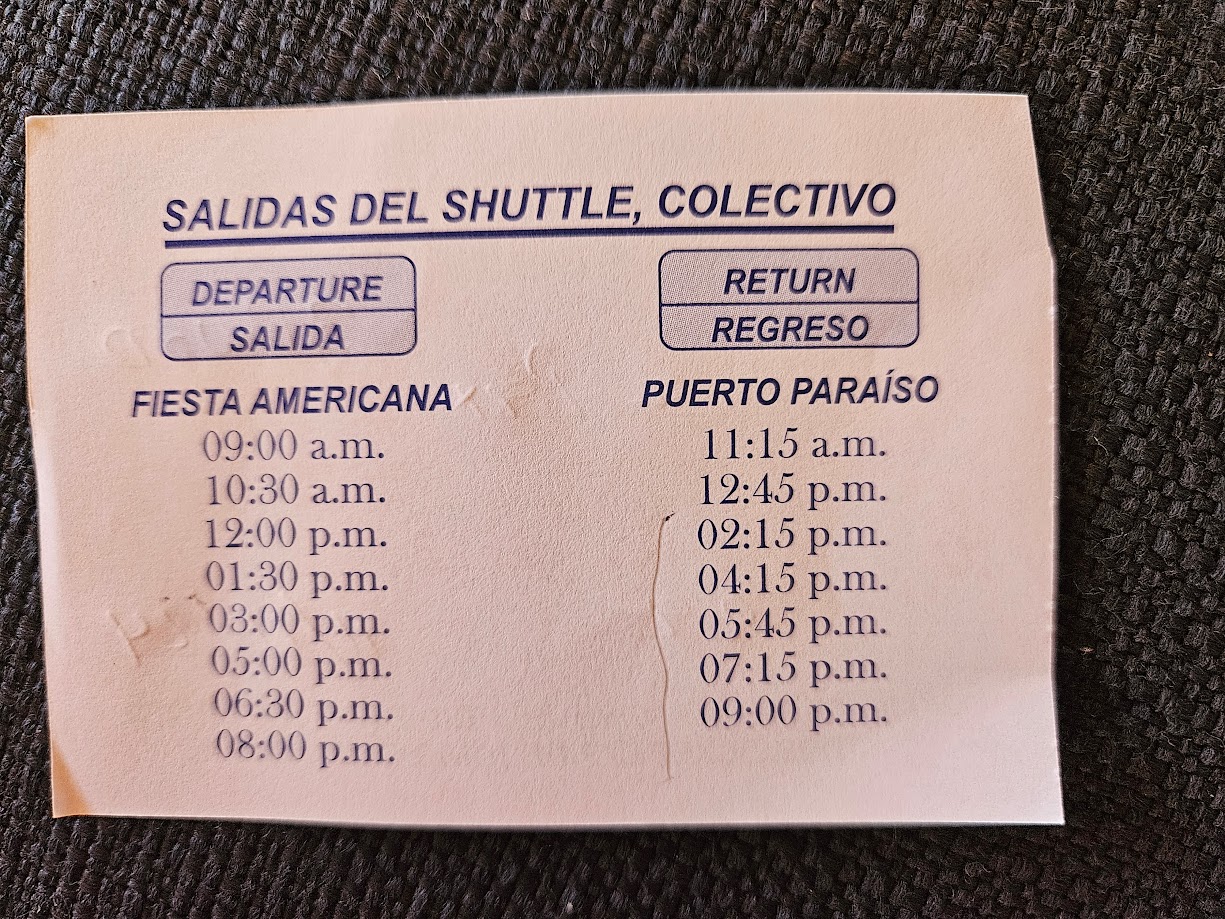 SALIDAS DEL SHUTTLE, COLECTIVO
DEPARTURE
SALIDA
FIESTA AMERICANA
09:00 a.m.
10:30 a.m.
12:00 p.m.
01:30 p.m.
03:00 p.m.
05:00 p.m.
06:30 p.m.
08:00 p.m.
RETURN
REGRESO
PUERTO PARAÍSO
11:15 a.m.
12:45 p.m.
02:15 p.m.
04:15 p.m.
05:45 p.m.
07:15 p.m.
09:00 p.m.